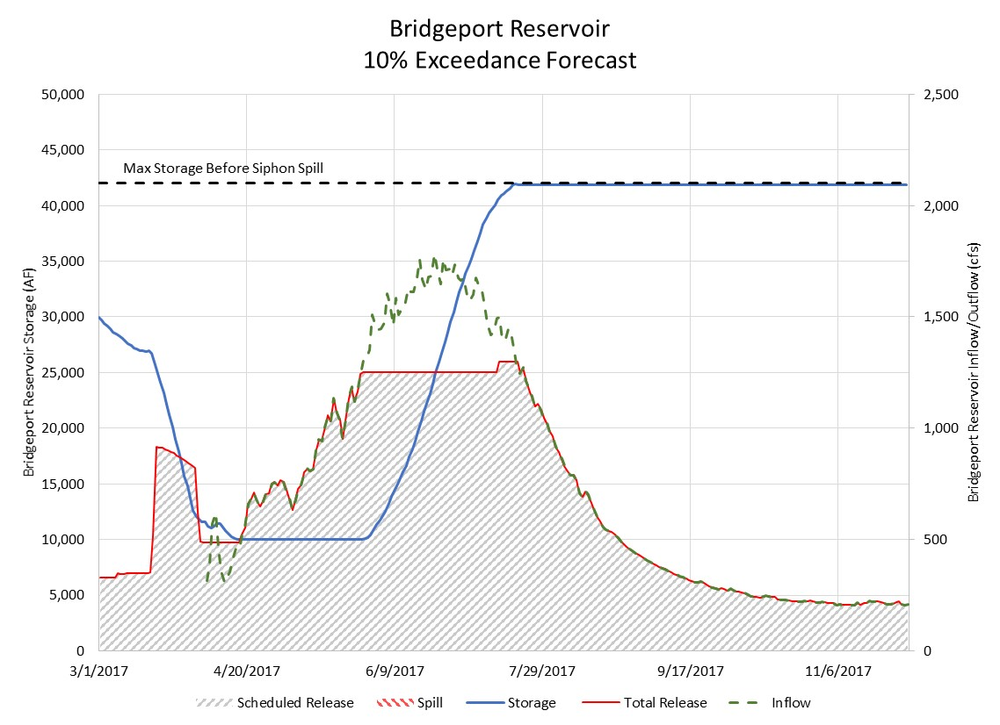 Bridgeport Reservoir
10% Exceedance Forecast
50,000
45,000
40,000
35,000
30,000
25,000
20,000
15,000
10,000
5,000
0
Bridgeport Reservoir Storage (AF)
Max Storage Before Siphon Spill
2,500
2,000
1,500
1,000
500
0
Bridgeport Reservoir Inflow/Outflow (cfs)
3/1/2017 4/20/2017 6/9/2017 7/29/2017 9/17/2017 11/6/2017
Scheduled Release Spill Storage Total Release Inflow